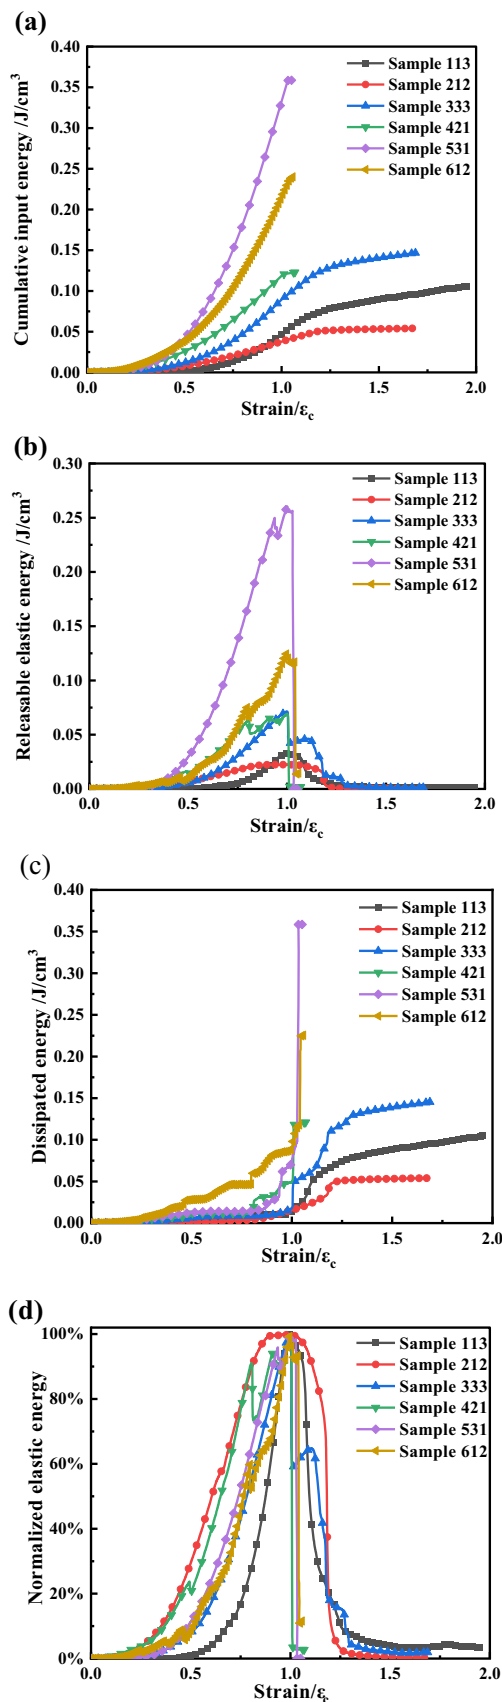 (a)
0.40
0.35
0.30
0.25
0.20
0.15
0.10
0.05
0.00
Cumulative input energy /J/cm³
Sample 113
Sample 212
Sample 333
Sample 421
Sample 531
Sample 612
0.0 0.5 1.0 1.5 2.0
Strain/εc
(b)
0.30
0.25
0.20
0.15
0.10
0.05
0.00
Releasable elastic energy /J/cm³
Sample 113
Sample 212
Sample 333
Sample 421
Sample 531
Sample 612
0.0 0.5 1.0 1.5 2.0
Strain/εc
(c)
0.40
0.35
0.30
0.25
0.20
0.15
0.10
0.05
0.00
Dissipated energy /J/cm³
Sample 113
Sample 212
Sample 333
Sample 421
Sample 531
Sample 612
0.0 0.5 1.0 1.5 2.0
Strain/εc
(d)
100%
80%
60%
40%
20%
0%
Normalized elastic energy
Sample 113
Sample 212
Sample 333
Sample 421
Sample 531
Sample 612
0.0 0.5 1.0 1.5 2.0
Strain/εc